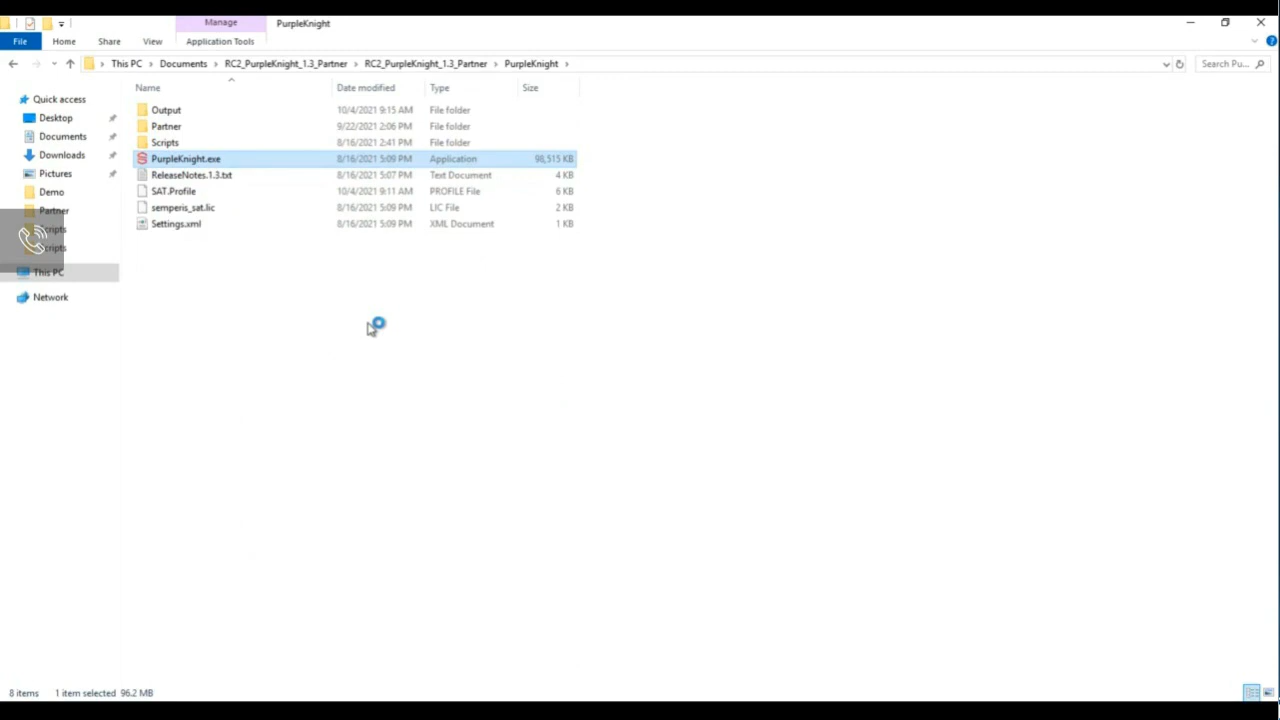 Manage PurpleKnight
File Home Share View Application Tools
This PC Documents RC2_PurpleKnight_1.3_Partner RC2_PurpleKnight_1.3_Partner PurpleKnight Search Pu...
Name Date modified Type Size
Quick access
Desktop
Documents
Downloads
Pictures
Demo
Partner
This PC
Network
Output 10/4/2021 9:15 AM File folder
Partner 9/22/2021 2:06 PM File folder
Scripts 8/16/2021 2:41 PM File folder
PurpleKnight.exe 8/16/2021 5:09 PM Application 98,515 KB
ReleaseNotes.1.3.txt 8/16/2021 5:07 PM Text Document 4 KB
SAT.Profile 10/4/2021 9:11 AM PROFILE File 6 KB
semperis_sat.lic 8/16/2021 5:09 PM LIC File 2 KB
Settings.xml 8/16/2021 5:09 PM XML Document 1 KB
8 items 1 item selected 96.2 MB